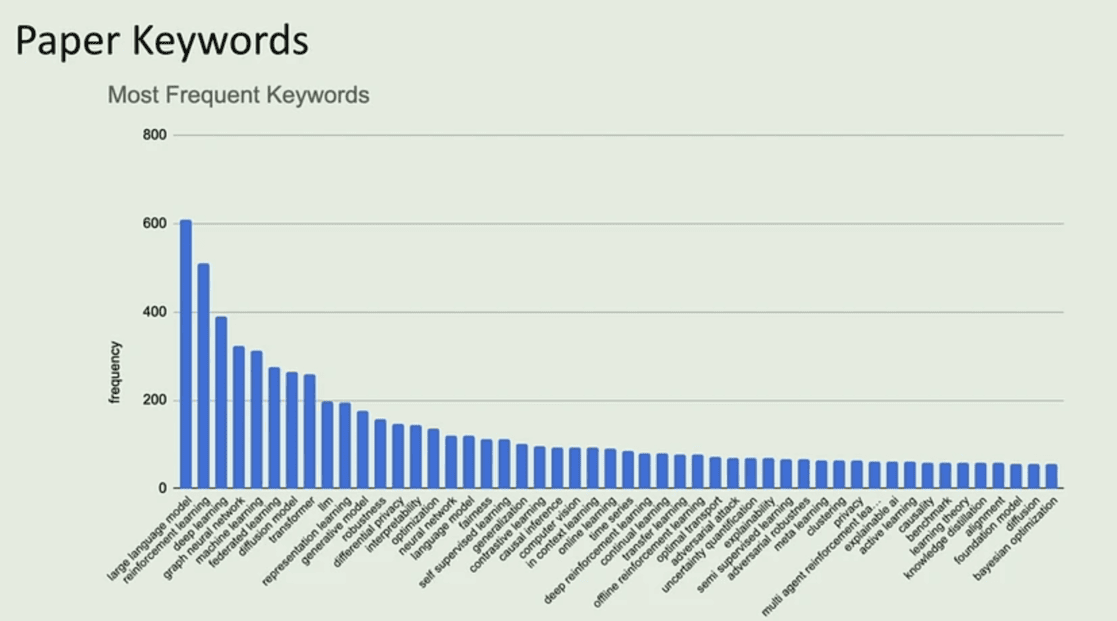 Paper Keywords
Most Frequent Keywords
800
600
400
200
0
frequency
large language model
reinforcement learning
deep learning
graph neural network
machine learning
federated learning
diffusion model
transformer
llm
representation learning
generative model
robustness
differential privacy
interpretability
optimization
neural network
language model
fairness
self supervised learning
generalization
contrastive learning
causal inference
computer vision
in context learning
online learning
time series
deep reinforcement learning
continual learning
transfer learning
offline reinforcement learning
optimal transport
adversarial attack
uncertainty quantification
explainability
semi supervised learning
adversarial robustnes
meta learning
clustering
privacy
multi agent reinforcement lea…
explainable ai
active learning
causality
benchmark
learning theory
knowledge distillation
alignment
foundation model
diffusion
bayesian optimization